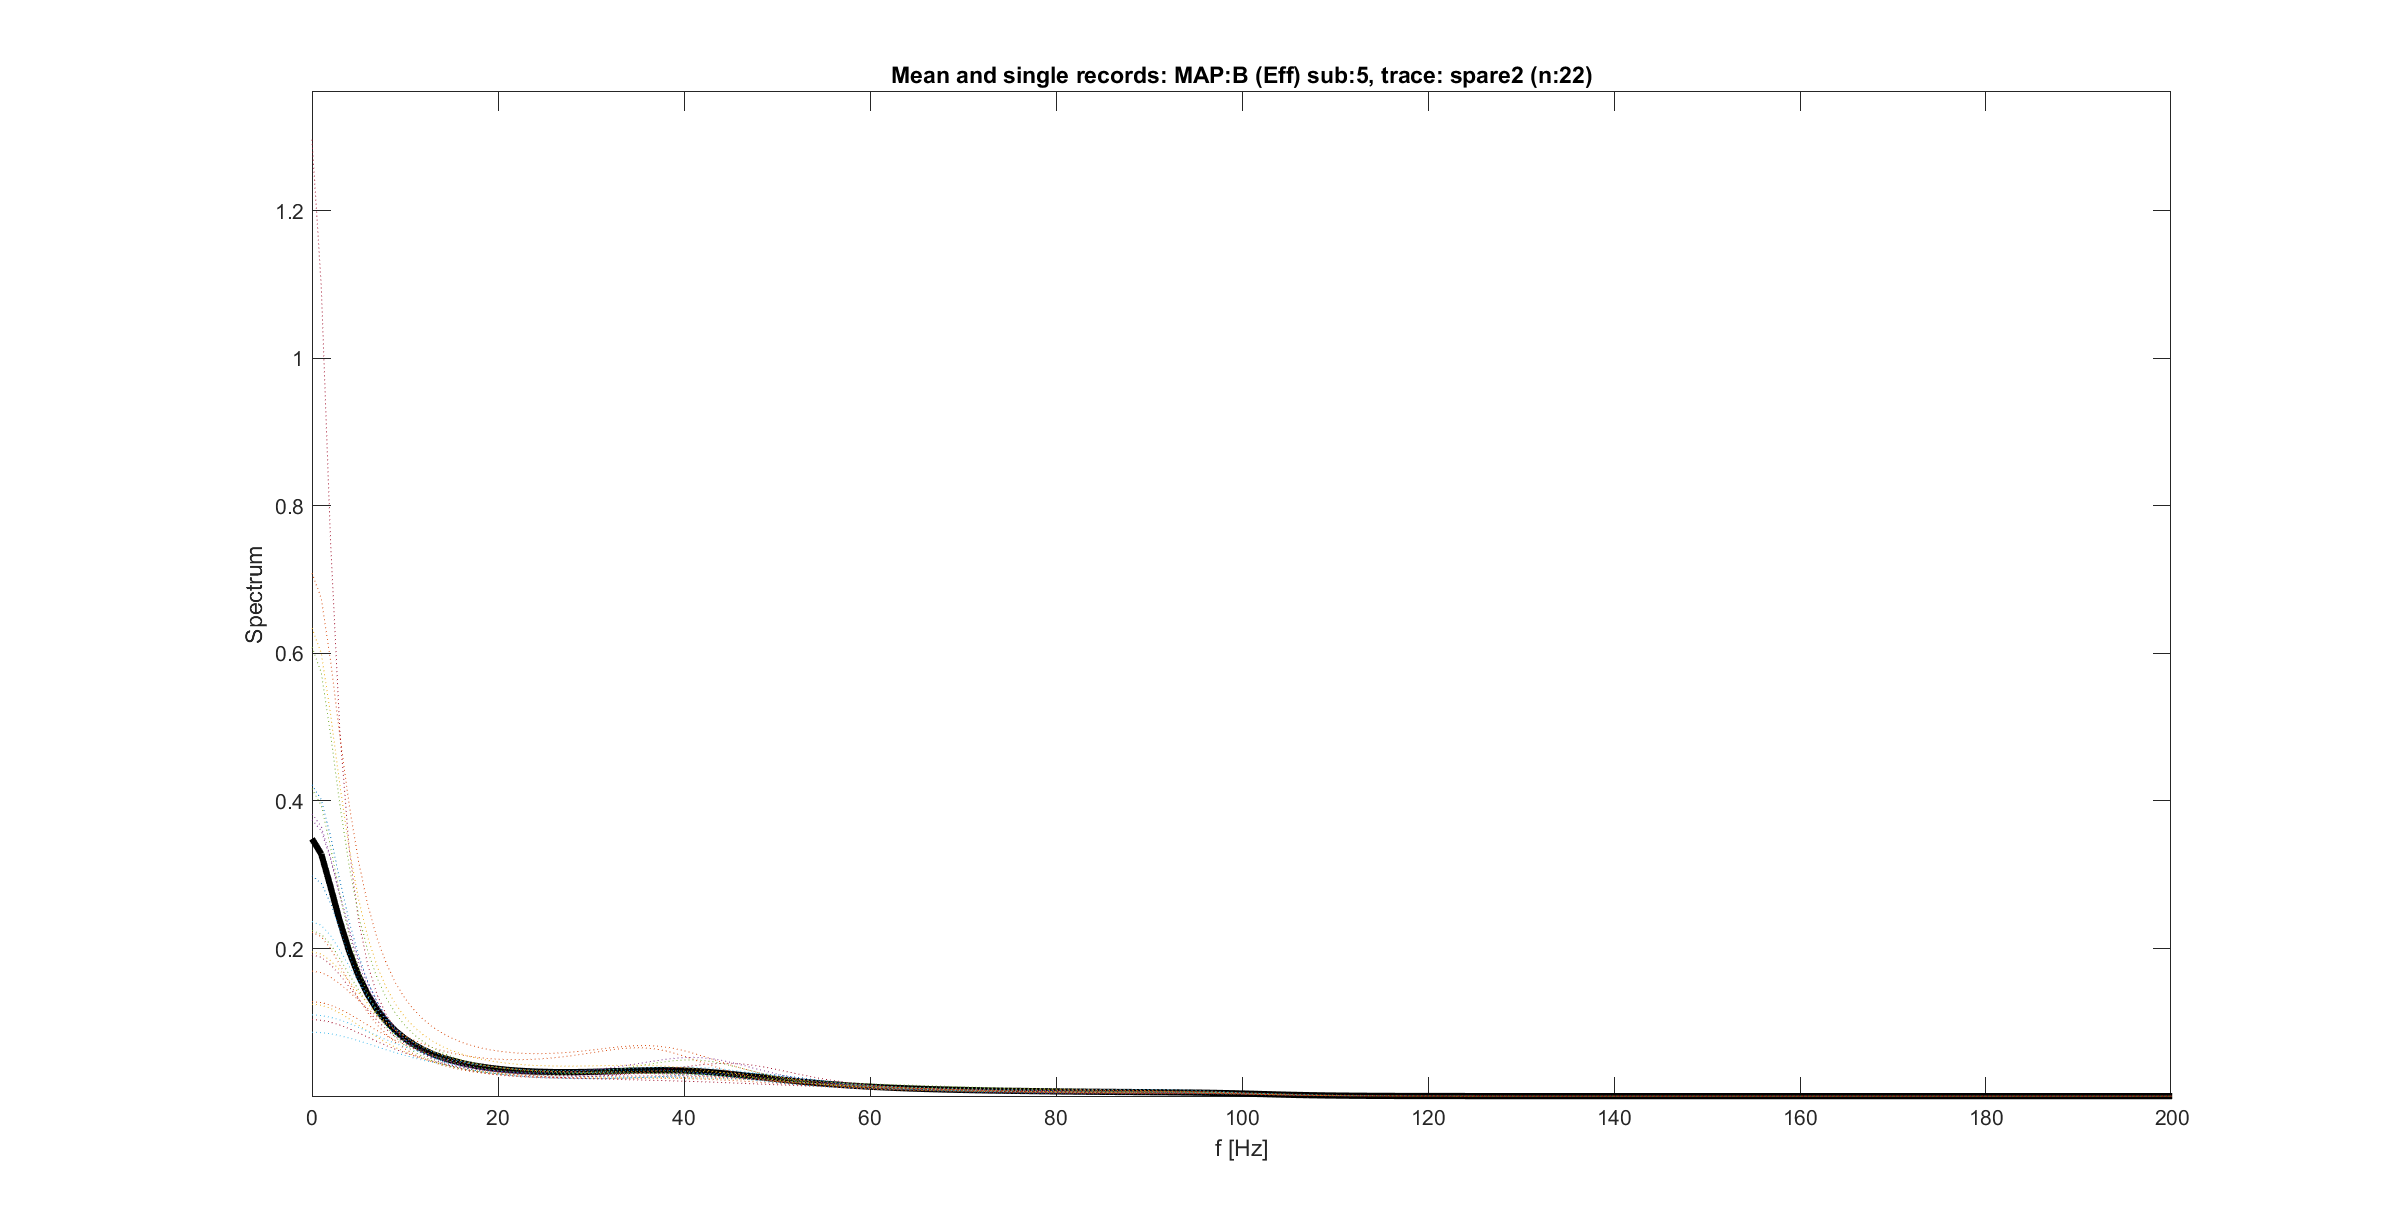 Mean and single records: MAP:B (Eff) sub:5, trace: spare2 (n:22)
1.2
1
0.8
0.6
0.4
0.2
Spectrum
0 20 40 60 80 100 120 140 160 180 200
f [Hz]